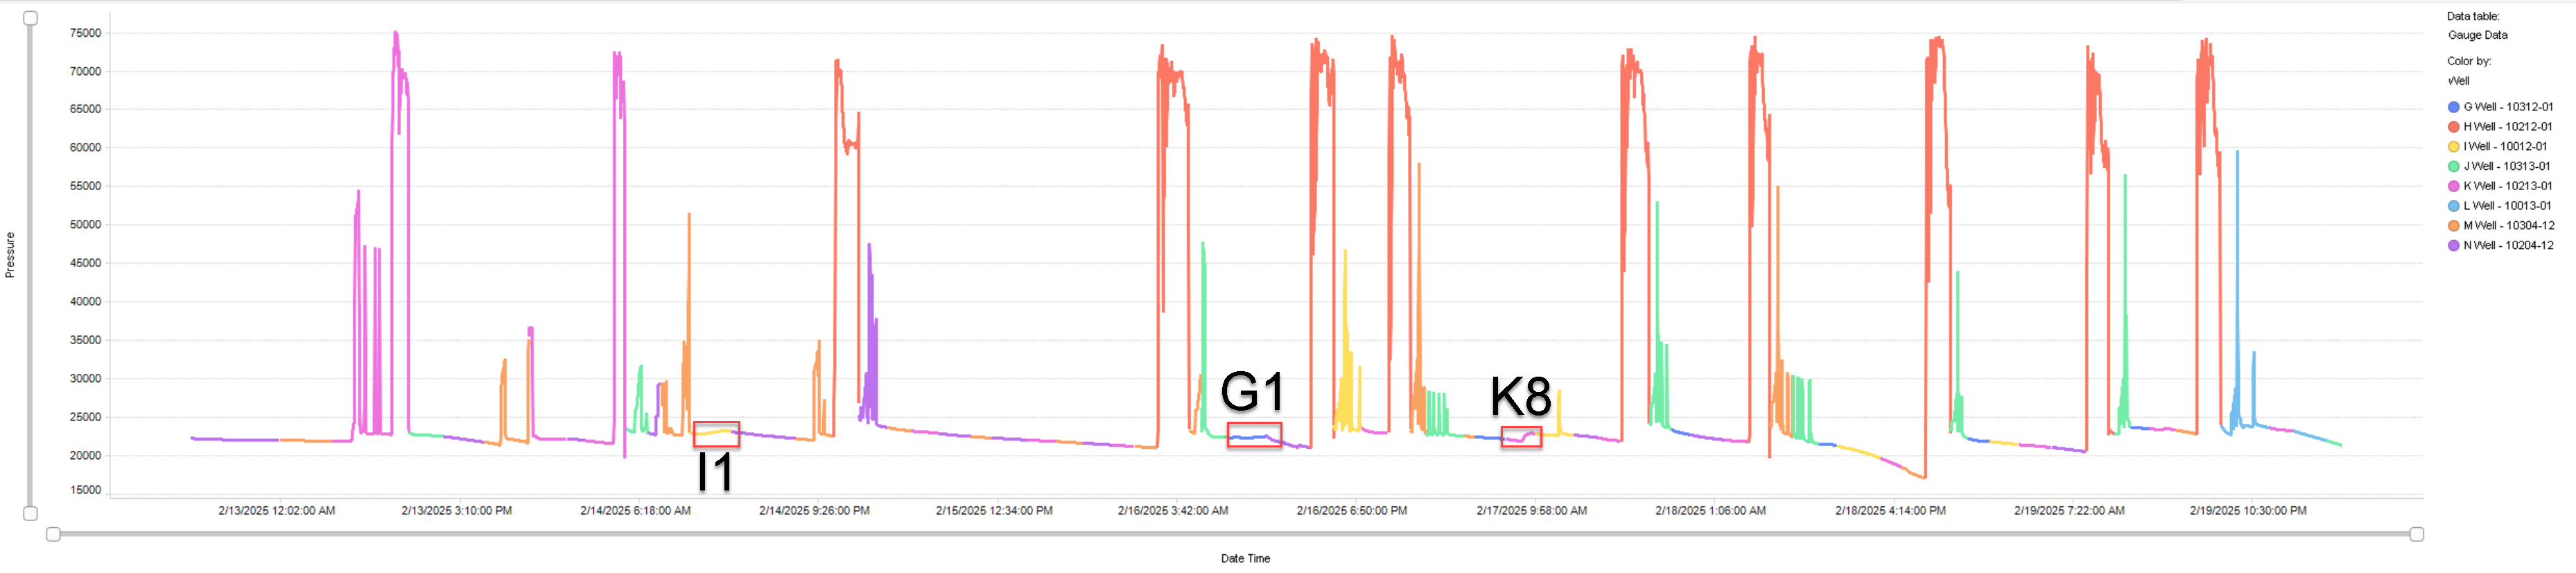 75000
70000
65000
60000
55000
50000
45000
40000
35000
30000
25000
20000
15000
Pressure
I1
G1
K8
2/13/2025 12:02:00 AM
2/13/2025 3:10:00 PM
2/14/2025 6:18:00 AM
2/14/2025 9:26:00 PM
2/15/2025 12:34:00 PM
2/16/2025 3:42:00 AM
2/16/2025 6:50:00 PM
2/17/2025 9:58:00 AM
2/18/2025 1:06:00 AM
2/18/2025 4:14:00 PM
2/19/2025 7:22:00 AM
2/19/2025 10:30:00 PM
Date Time
Data table:
Gauge Data
Color by:
Well
G Well - 10312-01
H Well - 10212-01
I Well - 10012-01
J Well - 10313-01
K Well - 10213-01
L Well - 10013-01
M Well - 10304-12
N Well - 10204-12